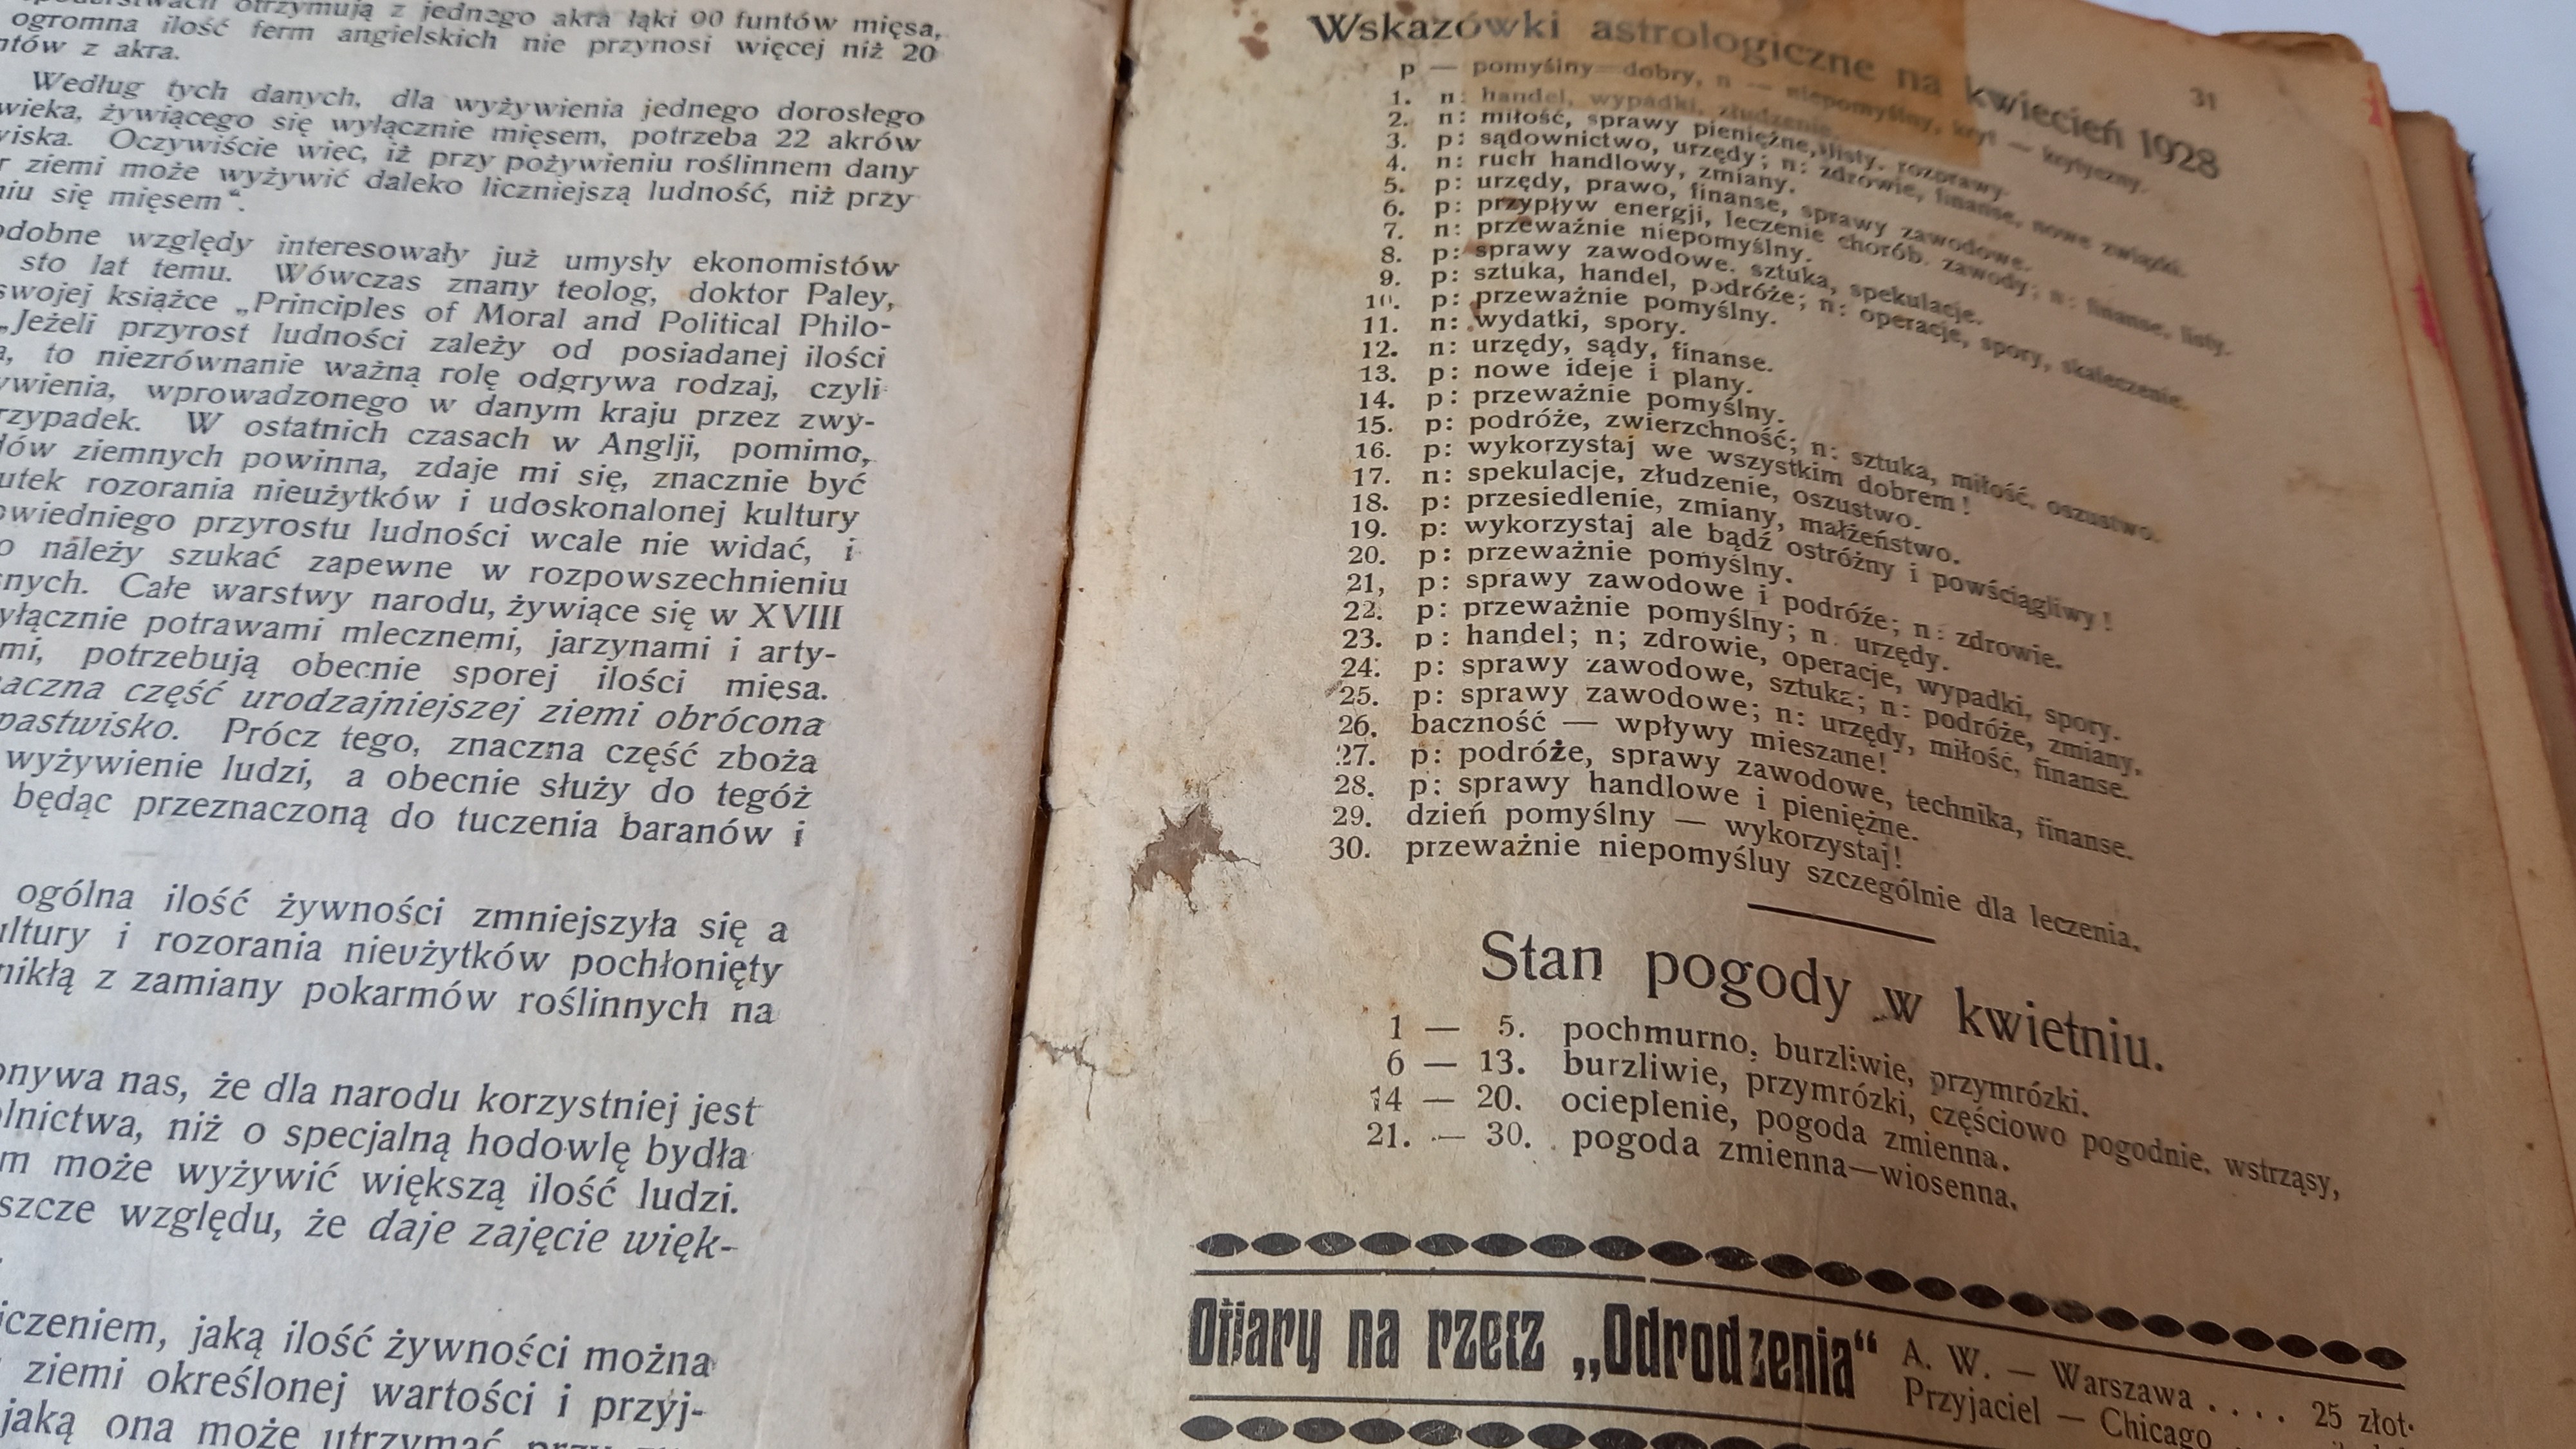 otrzymują z jednego akra łąki 90 funtów mięsa,
ogromna ilość ferm angielskich nie przynosi więcej niż 20
ntów z akra.
Według tych danych, dla wyżywienia jednego dorosłego
wieka, żywiącego się wyłącznie mięsem, potrzeba 22 akrów
wiska. Oczywiście więc, iż przy pożywieniu roślinnem dany
r ziemi może wyżywić daleko liczniejszą ludność, niż przy
niu się mięsem".
odobne względy interesowały już umysły ekonomistów
sto lat temu. Wówczas znany teolog, doktor Paley,
swojej książce „Principles of Moral and Political Philo-
„Jeżeli przyrost ludności zależy od posiadanej ilości
a, to niezrównanie ważną rolę odgrywa rodzaj, czyli
ywienia, wprowadzonego w danym kraju przez zwy-
rzypadek. W ostatnich czasach w Anglji, pomimo,
dów ziemnych powinna, zdaje mi się, znacznie być
utek rozorania nieużytków i udoskonalonej kultury
owiedniego przyrostu ludności wcale nie widać, i
o należy szukać zapewne w rozpowszechnieniu
snych. Całe warstwy narodu, żywiące się w XVIII
yłącznie potrawami mlecznemi, jarzynami i arty-
mi, potrzebują obecnie sporej ilości mięsa.
aczna część urodzajniejszej ziemi obrócona
pastwisko. Prócz tego, znaczna część zboża
wyżywienie ludzi, a obecnie służy do tegóż
będąc przeznaczoną do tuczenia baranów i
ogólna ilość żywności zmniejszyła się a
ultury i rozorania nieużytków pochłonięty
nikłą z zamiany pokarmów roślinnych na
onywa nas, że dla narodu korzystniej jest
olnictwa, niż o specjalną hodowlę bydła
m może wyżywić większą ilość ludzi.
szcze względu, że daje zajęcie więk-
iczeniem, jaką ilość żywności można
ziemi określonej wartości i przyj-
jaką ona może utrzymać
31
Wskazówki astrologiczne na kwiecień 1928
p — pomyślny—dobry, n — niepomyślny, kryt — krytyczny.
1. n: handel, wypadki, złudzenie.
2. n: miłość, sprawy pieniężne, listy, rozprawy.
3. p: sądownictwo, urzędy; n: zdrowie, finanse, nowe związki.
4. n: ruch handlowy, zmiany.
5. p: urzędy, prawo, finanse, sprawy zawodowe.
6. p: przypływ energji, leczenie chorób. zawody; n: finanse, listy.
7. n: przeważnie niepomyślny.
8. p: sprawy zawodowe. sztuka, spekulacje.
9. p: sztuka, handel, podróże; n: operacje, spory, skaleczenie.
10. p: przeważnie pomyślny.
11. n: wydatki, spory.
12. n: urzędy, sądy, finanse.
13. p: nowe ideje i plany.
14. p: przeważnie pomyślny.
15. p: podróże, zwierzchność; n: sztuka, miłość, oszustwo.
16. p: wykorzystaj we wszystkim dobrem!
17. n: spekulacje, złudzenie, oszustwo.
18. p: przesiedlenie, zmiany, małżeństwo.
19. p: wykorzystaj ale bądź ostróżny i powściągliwy!
20. p: przeważnie pomyślny.
21, p: sprawy zawodowe i podróże; n: zdrowie.
22. p: przeważnie pomyślny; n. urzędy.
23. p: handel; n; zdrowie, operacje, wypadki, spory.
24. p: sprawy zawodowe, sztuka; n: podróże, zmiany.
25. p: sprawy zawodowe; n: urzędy, miłość, finanse.
26. baczność — wpływy mieszane!
27. p: podróże, sprawy zawodowe, technika, finanse.
28. p: sprawy handlowe i pieniężne.
29. dzień pomyślny — wykorzystaj!
30. przeważnie niepomyśluy szczególnie dla leczenia.
Stan pogody w kwietniu.
1 — 5. pochmurno, burzliwie, przymrózki.
6 — 13. burzliwie, przymrózki, częściowo pogodnie. wstrząsy,
14 — 20. ocieplenie, pogoda zmienna.
21. — 30. pogoda zmienna—wiosenna.
Ofiary na rzecz „Odrodzenia"
A. W. — Warszawa . . . . 25 złot.
Przyjaciel — Chicago